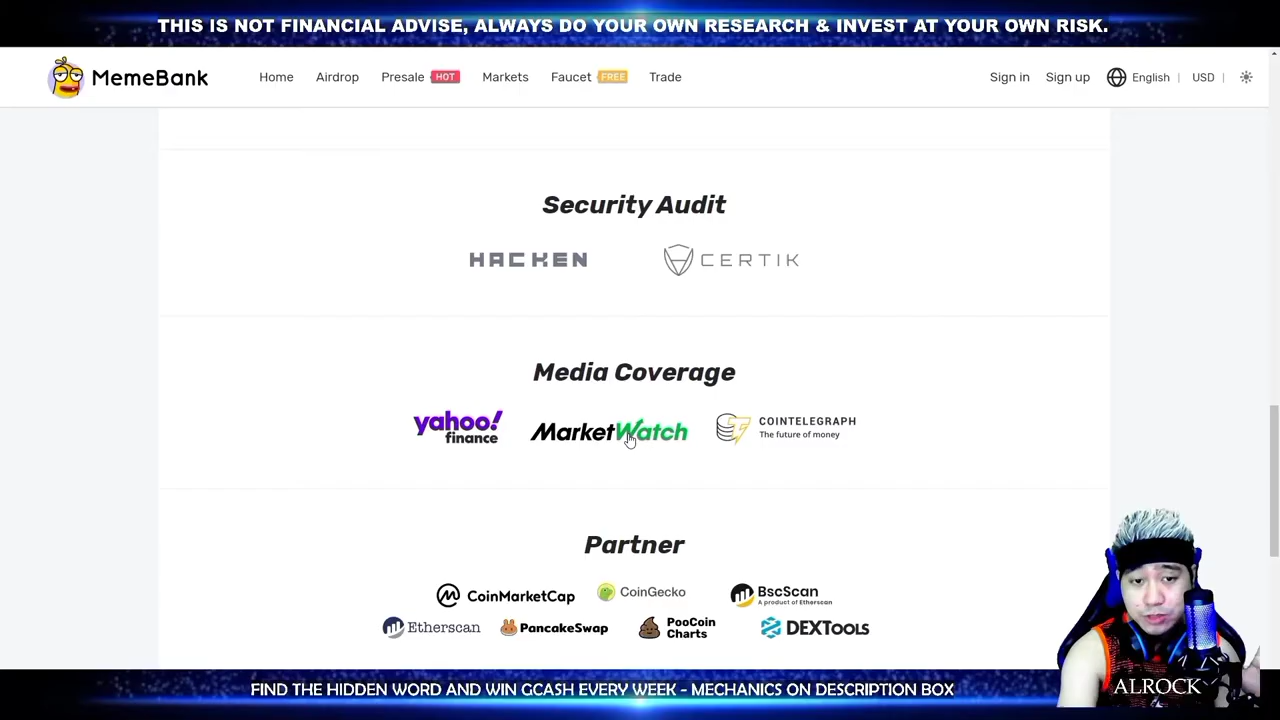 THIS IS NOT FINANCIAL ADVISE, ALWAYS DO YOUR OWN RESEARCH & INVEST AT YOUR OWN RISK.
MemeBank Home Airdrop Presale HOT Markets Faucet FREE Trade Sign in Sign up English | USD |
Security Audit
HACKEN CERTIK
Media Coverage
yahoo! finance MarketWatch COINTELEGRAPH
The future of money
Partner
CoinMarketCap CoinGecko BscScan
A product of Etherscan
Etherscan PancakeSwap PooCoin Charts DEXTools
ALROCK
FIND THE HIDDEN WORD AND WIN GCASH EVERY WEEK - MECHANICS ON DESCRIPTION BOX